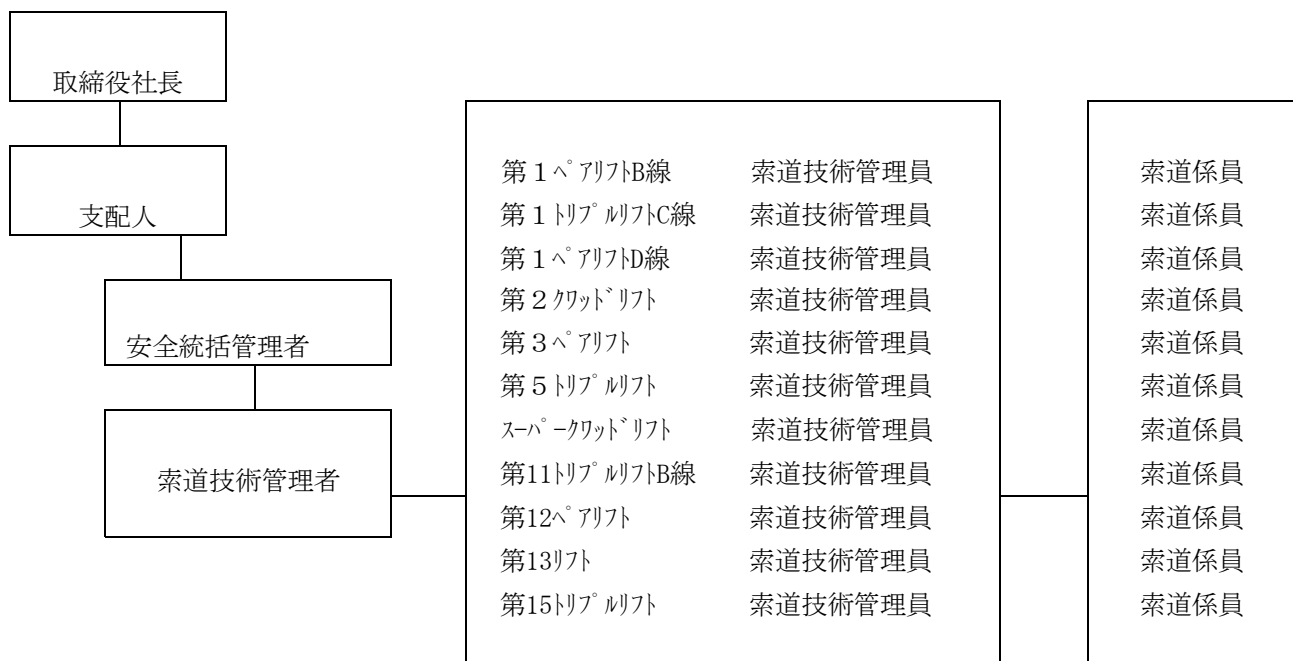 取締役社長
支配人
安全統括管理者
索道技術管理者
第１ﾍﾟｱﾘﾌﾄB線 索道技術管理員 索道係員
第１ﾄﾘﾌﾟﾙﾘﾌﾄC線 索道技術管理員 索道係員
第１ﾍﾟｱﾘﾌﾄD線 索道技術管理員 索道係員
第２ｸﾜｯﾄﾞﾘﾌﾄ 索道技術管理員 索道係員
第３ﾍﾟｱﾘﾌﾄ 索道技術管理員 索道係員
第５ﾄﾘﾌﾟﾙﾘﾌﾄ 索道技術管理員 索道係員
ｽｰﾊﾟｰｸﾜｯﾄﾞﾘﾌﾄ 索道技術管理員 索道係員
第11ﾄﾘﾌﾟﾙﾘﾌﾄB線 索道技術管理員 索道係員
第12ﾍﾟｱﾘﾌﾄ 索道技術管理員 索道係員
第13ﾘﾌﾄ 索道技術管理員 索道係員
第15ﾄﾘﾌﾟﾙﾘﾌﾄ 索道技術管理員 索道係員